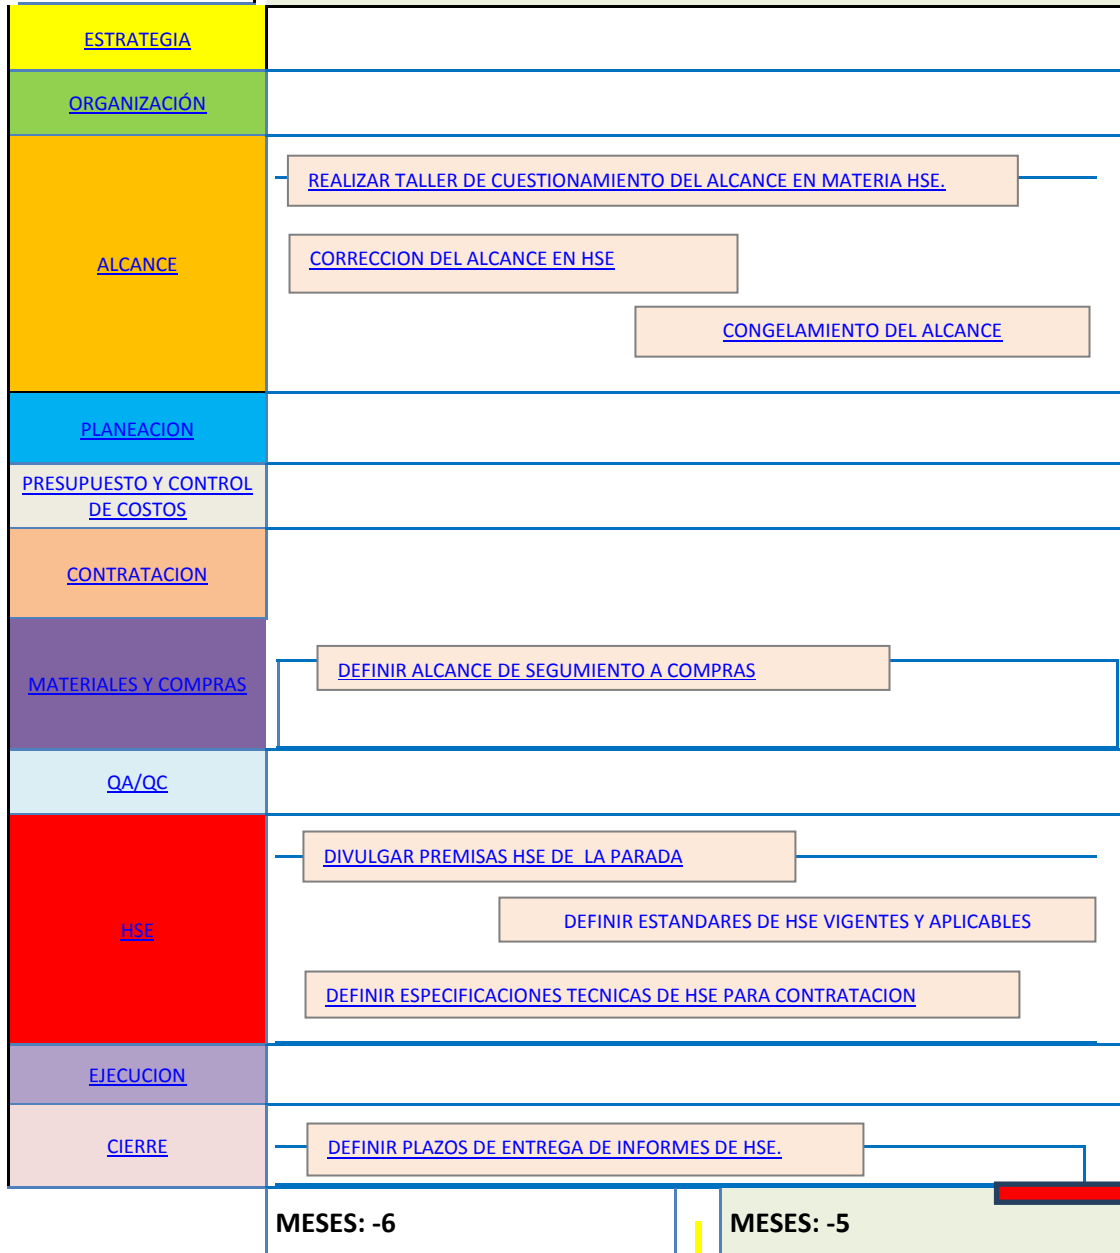 ESTRATEGIA
ORGANIZACIÓN
ALCANCE
REALIZAR TALLER DE CUESTIONAMIENTO DEL ALCANCE EN MATERIA HSE.
CORRECCION DEL ALCANCE EN HSE
CONGELAMIENTO DEL ALCANCE
PLANEACION
PRESUPUESTO Y CONTROL
DE COSTOS
CONTRATACION
MATERIALES Y COMPRAS
DEFINIR ALCANCE DE SEGUMIENTO A COMPRAS
QA/QC
HSE
DIVULGAR PREMISAS HSE DE LA PARADA
DEFINIR ESTANDARES DE HSE VIGENTES Y APLICABLES
DEFINIR ESPECIFICACIONES TECNICAS DE HSE PARA CONTRATACION
EJECUCION
CIERRE
DEFINIR PLAZOS DE ENTREGA DE INFORMES DE HSE.
MESES: -6
MESES: -5